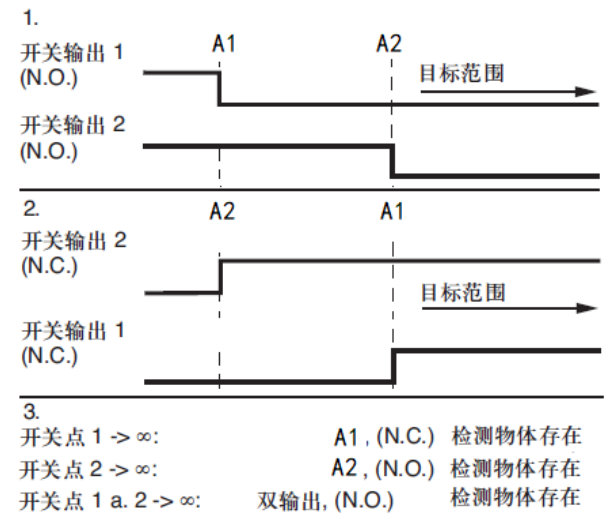 1.
A1 A2
开关输出 1
(N.O.)
目标范围
开关输出 2
(N.O.)
2.
A2 A1
开关输出 2
(N.C.)
目标范围
开关输出 1
(N.C.)
3.
开关点 1 -> ∞: A1, (N.C.) 检测物体存在
开关点 2 -> ∞: A2, (N.O.) 检测物体存在
开关点 1 a. 2 -> ∞: 双输出, (N.O.) 检测物体存在